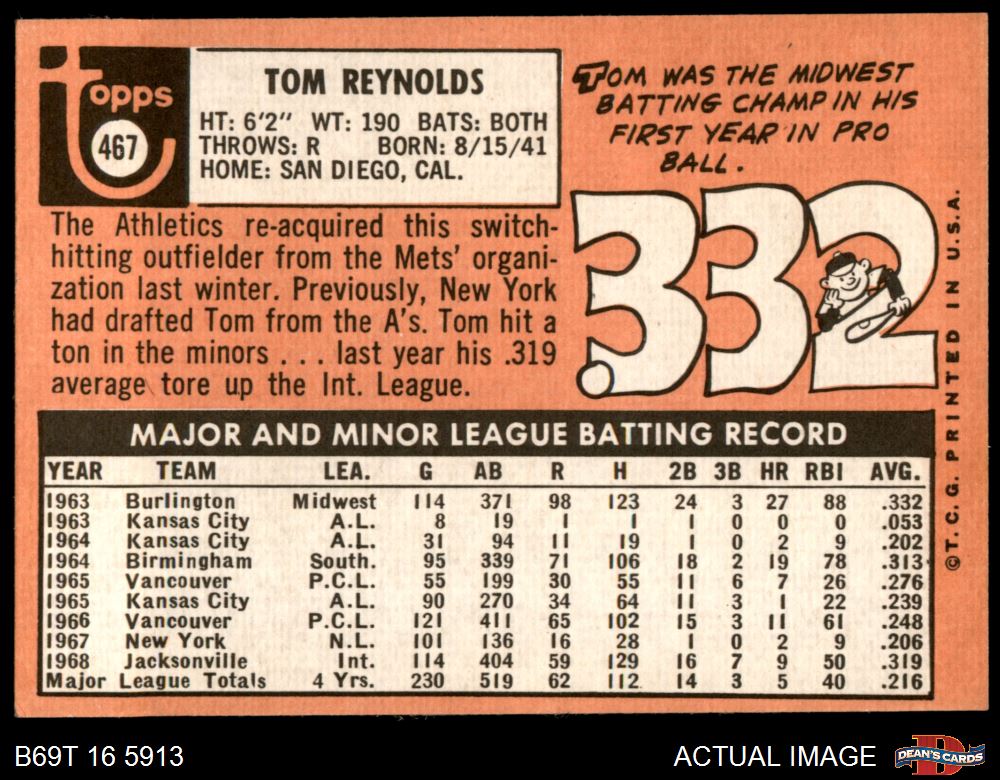 Topps
467
TOM REYNOLDS
HT: 6'2" WT: 190 BATS: BOTH
THROWS: R BORN: 8/15/41
HOME: SAN DIEGO, CAL.
The Athletics re-acquired this switch-
hitting outfielder from the Mets' organi-
zation last winter. Previously, New York
had drafted Tom from the A's. Tom hit a
ton in the minors . . . last year his .319
average tore up the Int. League.
TOM WAS THE MIDWEST
BATTING CHAMP IN HIS
FIRST YEAR IN PRO
BALL.
.332
©T.C.G. PRINTED IN U.S.A.
MAJOR AND MINOR LEAGUE BATTING RECORD
YEAR TEAM LEA. G AB R H 2B 3B HR RBI AVG.
1963 Burlington Midwest 114 371 98 123 24 3 27 88 .332
1963 Kansas City A.L. 8 19 1 1 1 0 0 0 .053
1964 Kansas City A.L. 31 94 11 19 1 0 2 9 .202
1964 Birmingham South. 95 339 71 106 18 2 19 78 .313
1965 Vancouver P.C.L. 55 199 30 55 11 6 7 26 .276
1965 Kansas City A.L. 90 270 34 64 11 3 1 22 .239
1966 Vancouver P.C.L. 121 411 65 102 15 3 11 61 .248
1967 New York N.L. 101 136 16 28 1 0 2 9 .206
1968 Jacksonville Int. 114 404 59 129 16 7 9 50 .319
Major League Totals 4 Yrs. 230 519 62 112 14 3 5 40 .216
B69T 16 5913
ACTUAL IMAGE
DEAN'S CARDS